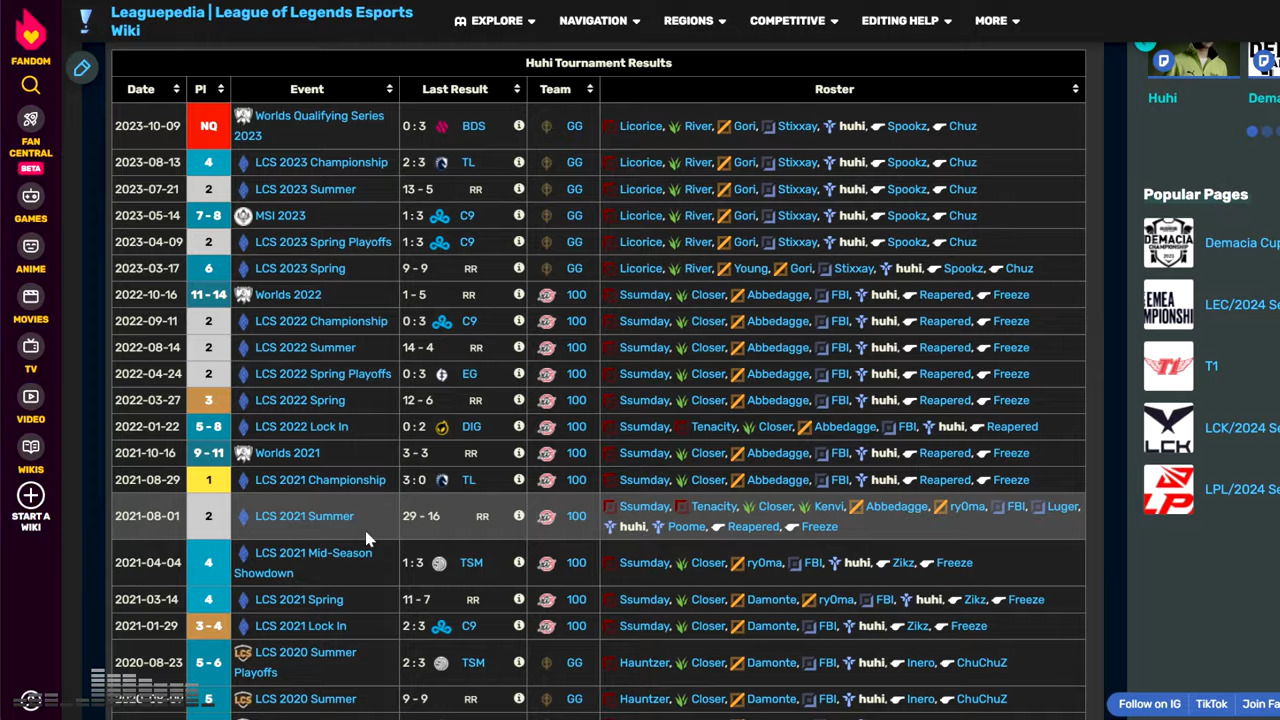 Leaguepedia | League of Legends Esports
Wiki
EXPLORE NAVIGATION REGIONS COMPETITIVE EDITING HELP MORE
FANDOM
FAN
CENTRAL
BETA
GAMES
ANIME
MOVIES
TV
VIDEO
WIKIS
START A
WIKI
Huhi Tournament Results
Date Pl Event Last Result Team Roster
2023-10-09 NQ Worlds Qualifying Series
2023 0 : 3 BDS GG Licorice, River, Gori, Stixxay, huhi, Spookz, Chuz
2023-08-13 4 LCS 2023 Championship 2 : 3 TL GG Licorice, River, Gori, Stixxay, huhi, Spookz, Chuz
2023-07-21 2 LCS 2023 Summer 13 - 5 RR GG Licorice, River, Gori, Stixxay, huhi, Spookz, Chuz
2023-05-14 7 - 8 MSI 2023 1 : 3 C9 GG Licorice, River, Gori, Stixxay, huhi, Spookz, Chuz
2023-04-09 2 LCS 2023 Spring Playoffs 1 : 3 C9 GG Licorice, River, Gori, Stixxay, huhi, Spookz, Chuz
2023-03-17 6 LCS 2023 Spring 9 - 9 RR GG Licorice, River, Young, Gori, Stixxay, huhi, Spookz, Chuz
2022-10-16 11 - 14 Worlds 2022 1 - 5 RR 100 Ssumday, Closer, Abbedagge, FBI, huhi, Reapered, Freeze
2022-09-11 2 LCS 2022 Championship 0 : 3 C9 100 Ssumday, Closer, Abbedagge, FBI, huhi, Reapered, Freeze
2022-08-14 2 LCS 2022 Summer 14 - 4 RR 100 Ssumday, Closer, Abbedagge, FBI, huhi, Reapered, Freeze
2022-04-24 2 LCS 2022 Spring Playoffs 0 : 3 EG 100 Ssumday, Closer, Abbedagge, FBI, huhi, Reapered, Freeze
2022-03-27 3 LCS 2022 Spring 12 - 6 RR 100 Ssumday, Closer, Abbedagge, FBI, huhi, Reapered, Freeze
2022-01-22 5 - 8 LCS 2022 Lock In 0 : 2 DIG 100 Ssumday, Tenacity, Closer, Abbedagge, FBI, huhi, Reapered
2021-10-16 9 - 11 Worlds 2021 3 - 3 RR 100 Ssumday, Closer, Abbedagge, FBI, huhi, Reapered, Freeze
2021-08-29 1 LCS 2021 Championship 3 : 0 TL 100 Ssumday, Closer, Abbedagge, FBI, huhi, Reapered, Freeze
2021-08-01 2 LCS 2021 Summer 29 - 16 RR 100 Ssumday, Tenacity, Closer, Kenvi, Abbedagge, ry0ma, FBI, Luger,
huhi, Poome, Reapered, Freeze
2021-04-04 4 LCS 2021 Mid-Season
Showdown 1 : 3 TSM 100 Ssumday, Closer, ry0ma, FBI, huhi, Zikz, Freeze
2021-03-14 4 LCS 2021 Spring 11 - 7 RR 100 Ssumday, Closer, Damonte, ry0ma, FBI, huhi, Zikz, Freeze
2021-01-29 3 - 4 LCS 2021 Lock In 2 : 3 C9 100 Ssumday, Closer, Damonte, FBI, huhi, Zikz, Freeze
2020-08-23 5 - 6 LCS 2020 Summer
Playoffs 2 : 3 TSM GG Hauntzer, Closer, Damonte, FBI, huhi, Inero, ChuChuZ
5 LCS 2020 Summer 9 - 9 RR GG Hauntzer, Closer, Damonte, FBI, huhi, Inero, ChuChuZ
Huhi Dema
Popular Pages
DEMACIA
CHAMPIONSHIP
Demacia Cup
EMEA
LEC/2024 Se
T1
LCK
LCK/2024 Se
LPL/2024 Se
Follow on IG TikTok Join Fa